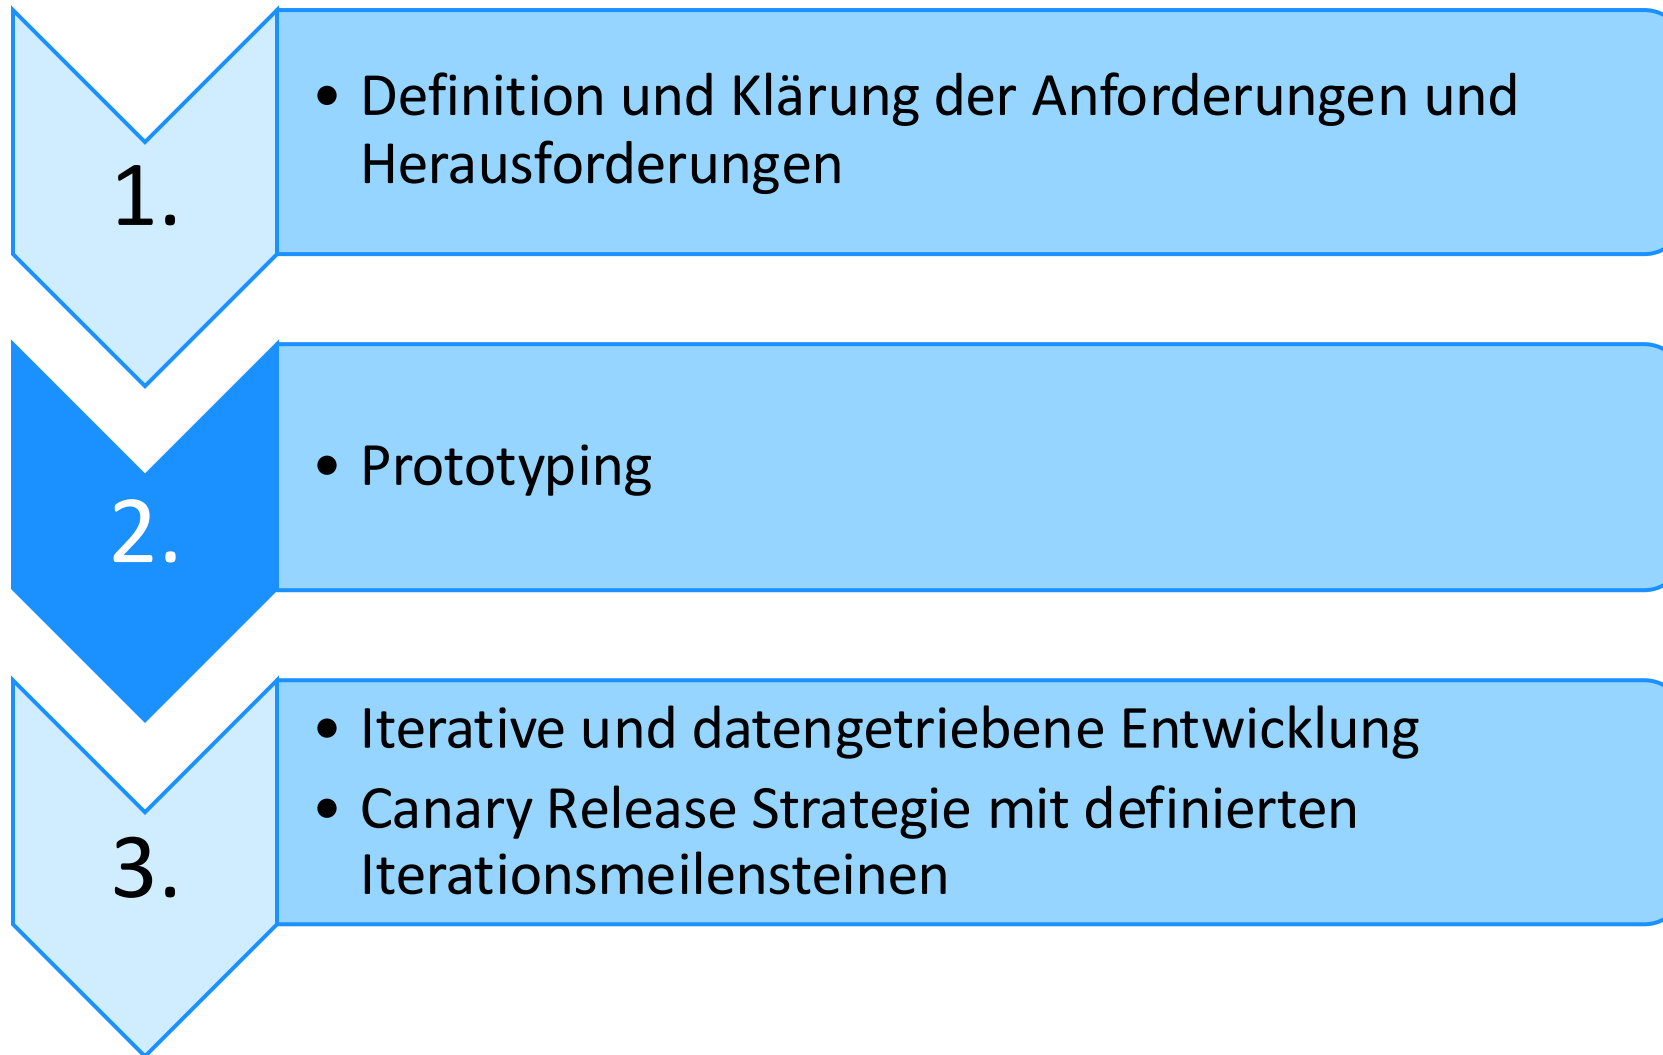 1.
• Definition und Klärung der Anforderungen und
Herausforderungen
2.
• Prototyping
3.
• Iterative und datengetriebene Entwicklung
• Canary Release Strategie mit definierten
Iterationsmeilensteinen